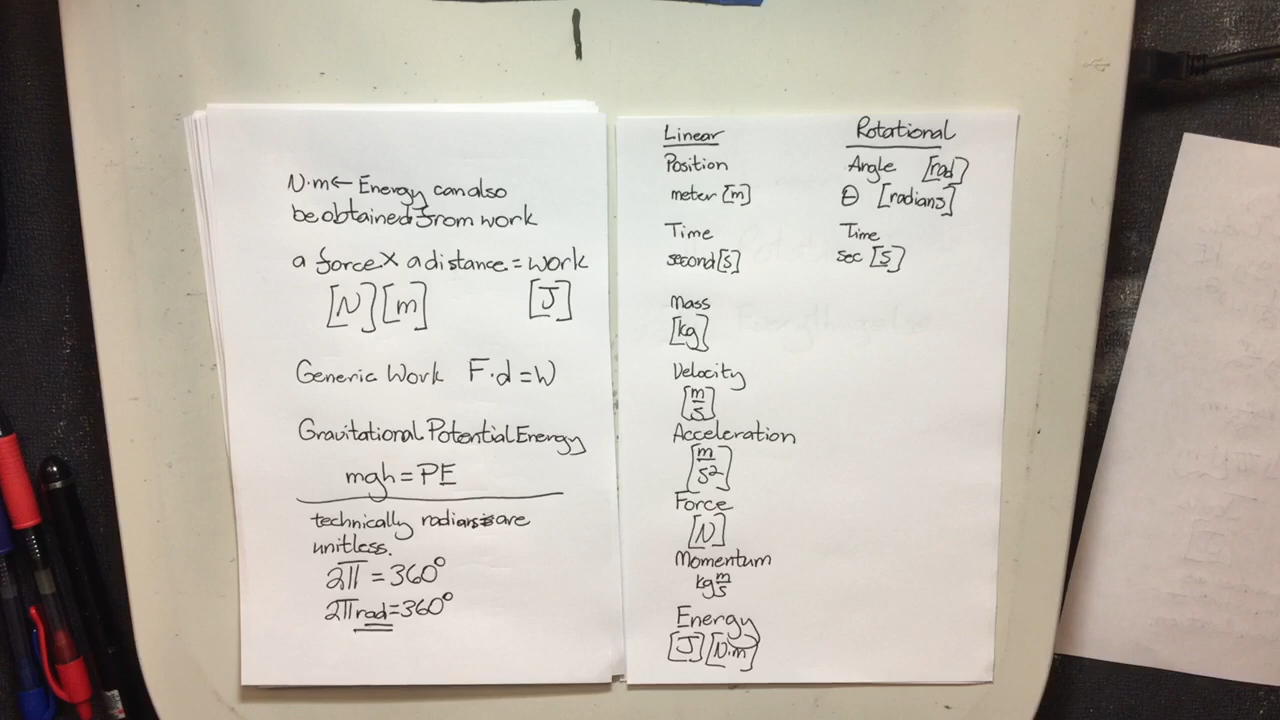 N·m← Energy can also
be obtained from work
a force × a distance = work
[N] [m] [J]
Generic Work F·d = W
Gravitational Potential Energy
mgh = PE
technically radians are
unitless.
2π = 360°
2π rad = 360°
Linear
Position
meter [m]
Time
second [s]
Mass
[kg]
Velocity
[m/s]
Acceleration
[m/s²]
Force
[N]
Momentum
kg m/s
Energy
[J] [N·m]
Rotational
Angle [rad]
θ [radians]
Time
sec [s]